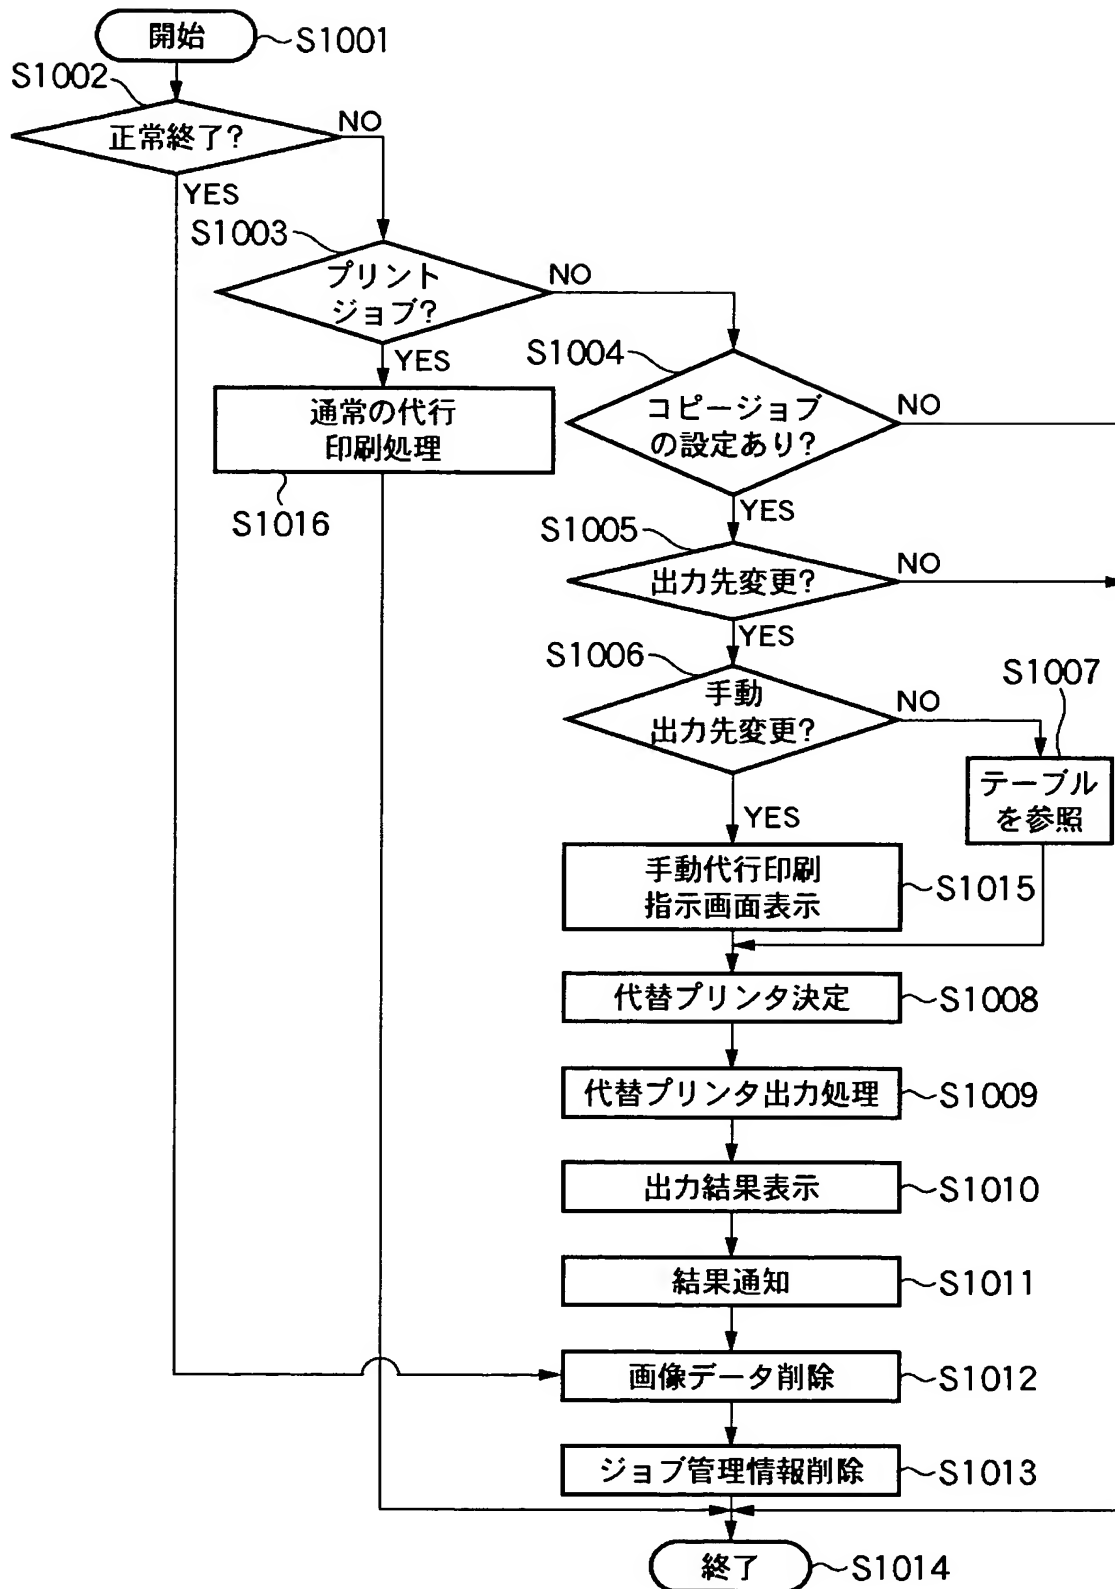 開始
S1001
S1002
正常終了?
NO
YES
S1003
プリント
ジョブ?
NO
YES
通常の代行
印刷処理
S1016
S1004
コピージョブ
の設定あり?
NO
YES
S1005
出力先変更?
NO
YES
S1006
手動
出力先変更?
NO
YES
S1007
テーブル
を参照
手動代行印刷
指示画面表示
S1015
代替プリンタ決定
S1008
代替プリンタ出力処理
S1009
出力結果表示
S1010
結果通知
S1011
画像データ削除
S1012
ジョブ管理情報削除
S1013
終了
S1014